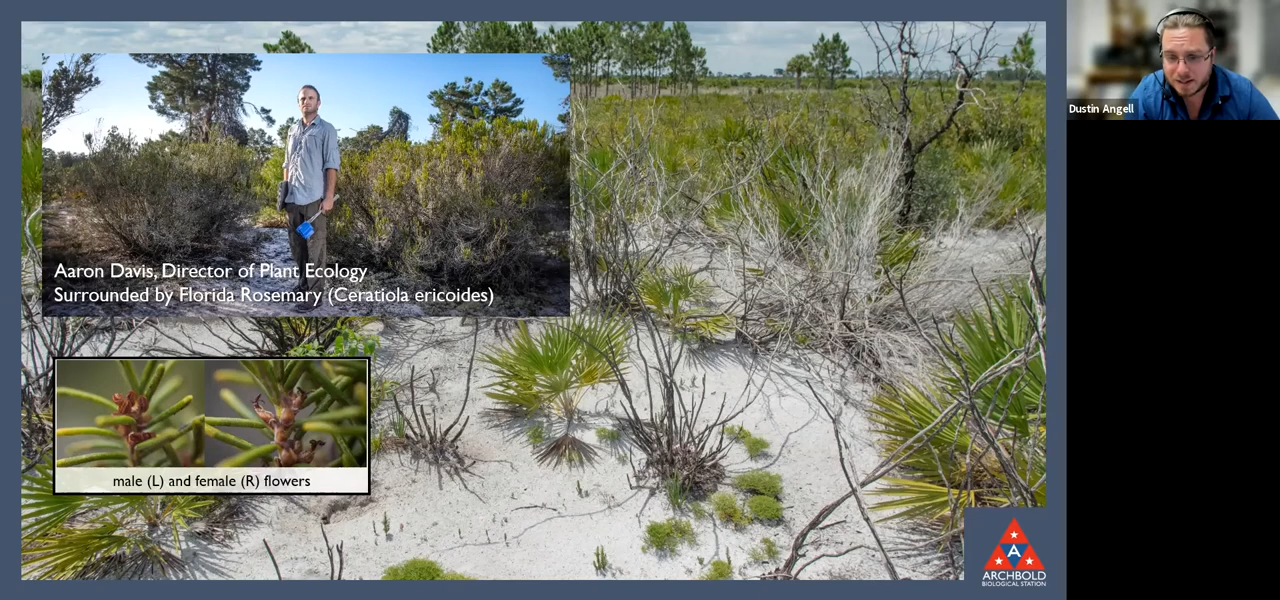 Aaron Davis, Director of Plant Ecology
Surrounded by Florida Rosemary (Ceratiola ericoides)
male (L) and female (R) flowers
A
ARCHBOLD
BIOLOGICAL STATION
Dustin Angell